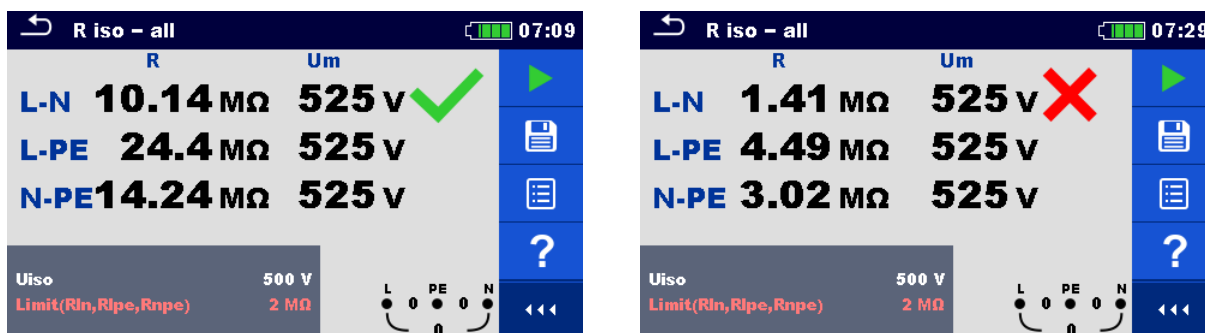 R iso – all 07:09
R Um
L-N 10.14 MΩ 525 V
L-PE 24.4 MΩ 525 V
N-PE 14.24 MΩ 525 V
?
Uiso 500 V
Limit(Rln,Rlpe,Rnpe) 2 MΩ
L PE N
0 0
0
R iso – all 07:29
R Um
L-N 1.41 MΩ 525 V
L-PE 4.49 MΩ 525 V
N-PE 3.02 MΩ 525 V
?
Uiso 500 V
Limit(Rln,Rlpe,Rnpe) 2 MΩ
L PE N
0 0
0